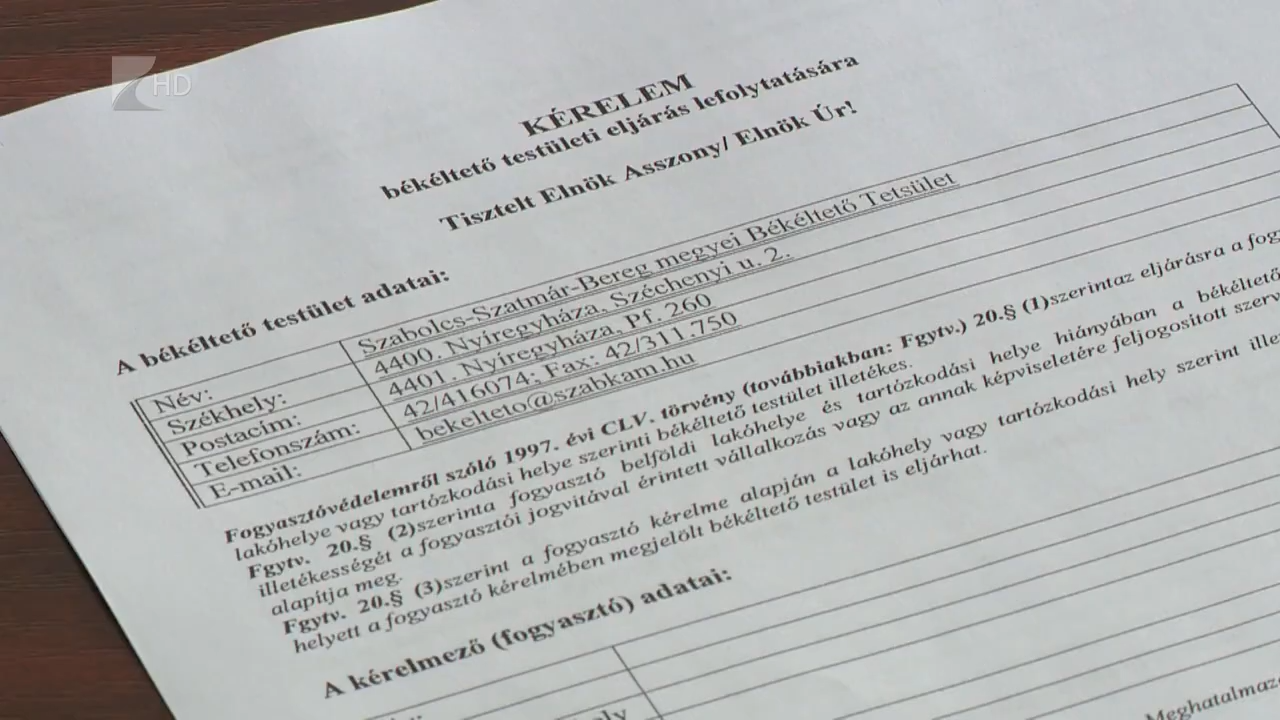 HD
KÉRELEM
békéltető testületi eljárás lefolytatására
Tisztelt Elnök Asszony/ Elnök Úr!
A békéltető testület adatai:
Név: Szabolcs-Szatmár-Bereg megyei Békéltető Tetsület
Székhely: 4400. Nyíregyháza, Széchenyi u. 2.
Postacím: 4401. Nyíregyháza, Pf. 260
Telefonszám: 42/416074; Fax: 42/311.750
E-mail: bekelteto@szabkam.hu
Fogyasztóvédelemről szóló 1997. évi CLV. törvény (továbbiakban: Fgytv.) 20.§ (1)szerintaz eljárásra a
lakóhelye vagy tartózkodási helye szerinti békéltető testület illetékes.
Fgytv. 20.§ (2)szerinta fogyasztó belföldi lakóhelye és tartózkodási helye hiányában a békéltető
illetékességét a fogyasztói jogvitával érintett vállalkozás vagy az annak képviseletére feljogosított
alapítja meg.
Fgytv. 20.§ (3)szerint a fogyasztó kérelme alapján a lakóhely vagy tartózkodási hely szerint
helyett a fogyasztó kérelmében megjelölt békéltető testület is eljárhat.
A kérelmező (fogyasztó) adatai: